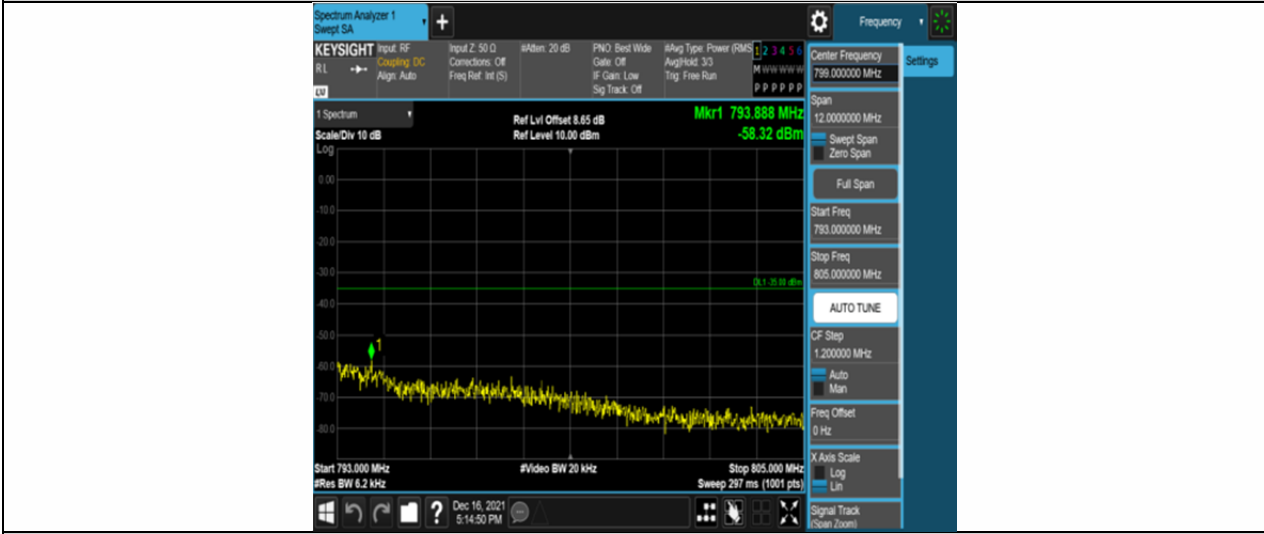 Spectrum Analyzer 1
Swept SA
+
Frequency
KEYSIGHT
Input: RF
Input Z: 50 Ω
#Atten: 20 dB
PNO: Best Wide
#Avg Type: Power (RMS
1 2 3 4 5 6
RL
Coupling: DC
Corrections: Off
Gate: Off
Avg|Hold: 3/3
M W W W W W
Align: Auto
Freq Ref: Int (S)
IF Gain: Low
Trig: Free Run
Sig Track: Off
P P P P P P
Center Frequency
799.000000 MHz
Settings
Span
12.0000000 MHz
Swept Span
Zero Span
Full Span
Start Freq
793.000000 MHz
Stop Freq
805.000000 MHz
AUTO TUNE
CF Step
1.200000 MHz
Auto
Man
Freq Offset
0 Hz
X Axis Scale
Log
Lin
Signal Track
(Span Zoom)
1 Spectrum
Ref Lvl Offset 8.65 dB
Mkr1 793.888 MHz
Scale/Div 10 dB
Ref Level 10.00 dBm
-58.32 dBm
Log
0.00
-10.0
-20.0
-30.0
DL1 -35.00 dBm
-40.0
-50.0
1
-60.0
-70.0
-80.0
Start 793.000 MHz
#Video BW 20 kHz
Stop 805.000 MHz
#Res BW 6.2 kHz
Sweep 297 ms (1001 pts)
?
Dec 16, 2021
5:14:50 PM